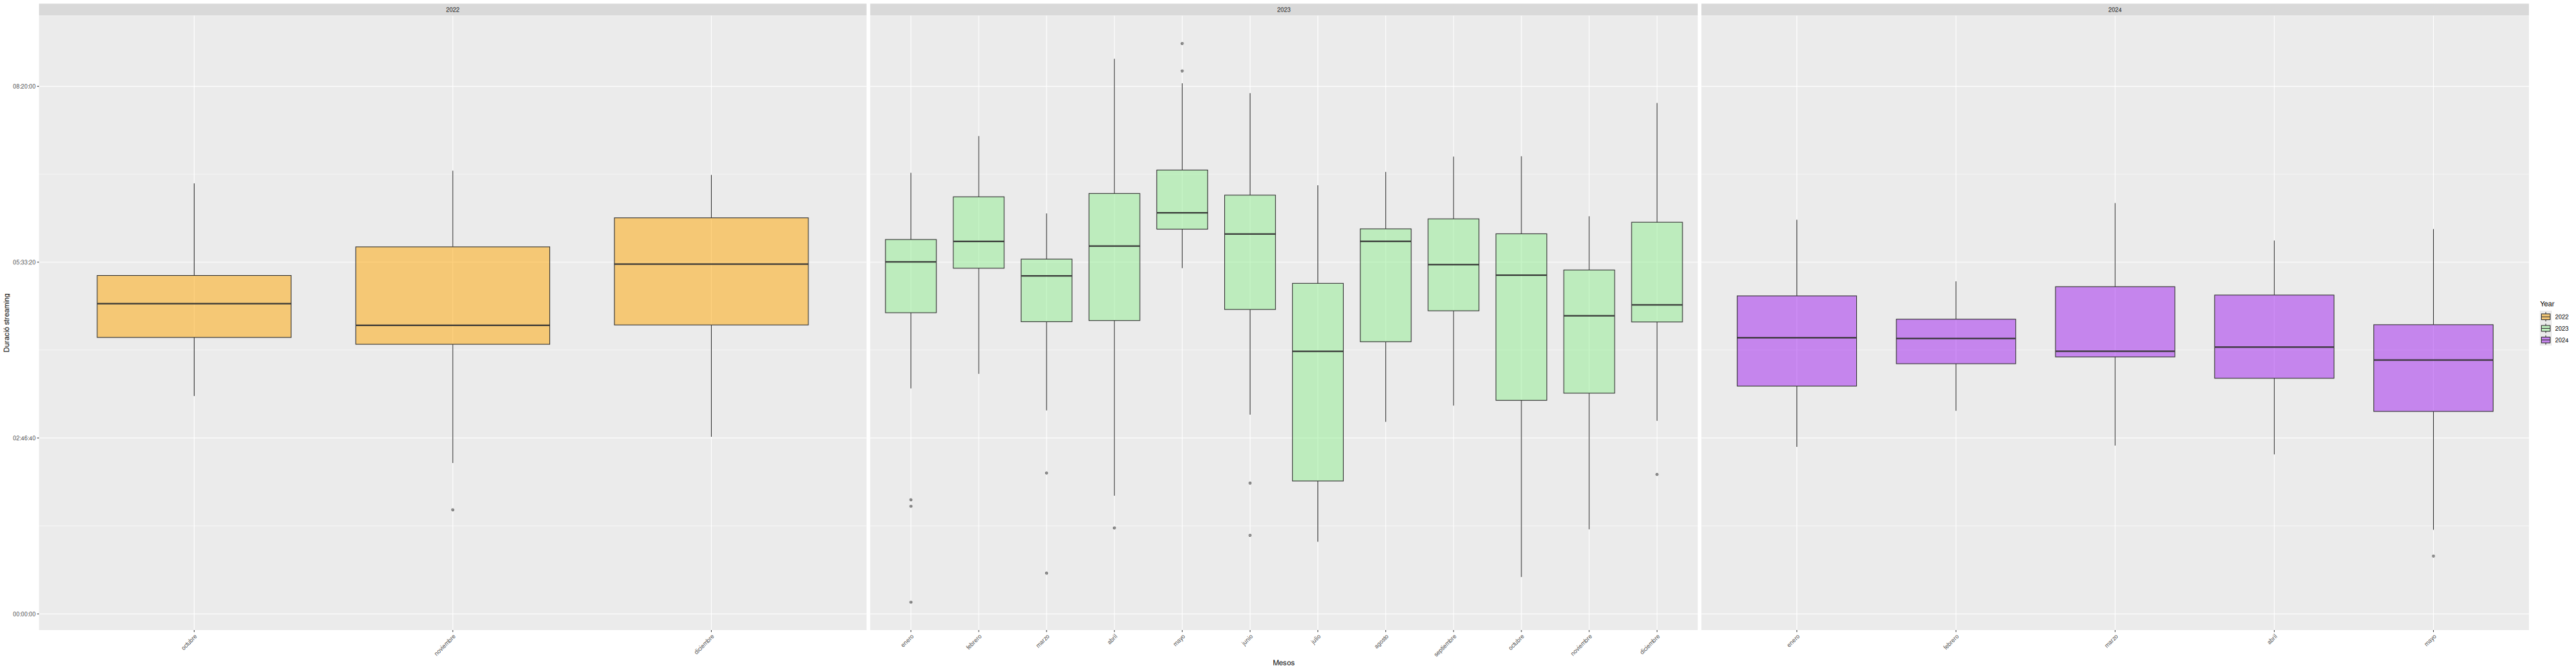 2022
2023
2024
Duració streaming
08:20:00
05:33:20
02:46:40
00:00:00
octubre
noviembre
diciembre
enero
febrero
marzo
abril
mayo
junio
julio
agosto
septiembre
octubre
noviembre
diciembre
enero
febrero
marzo
abril
mayo
Mesos
Year
2022
2023
2024